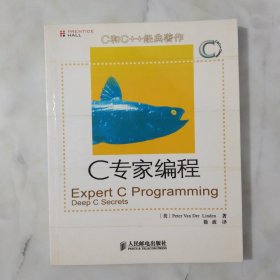 PRENTICE
HALL
C和C++经典著作
C
C专家编程
Expert C Programming
Deep C Secrets
[美] Peter Van Der Linden 著
徐波 译
人民邮电出版社